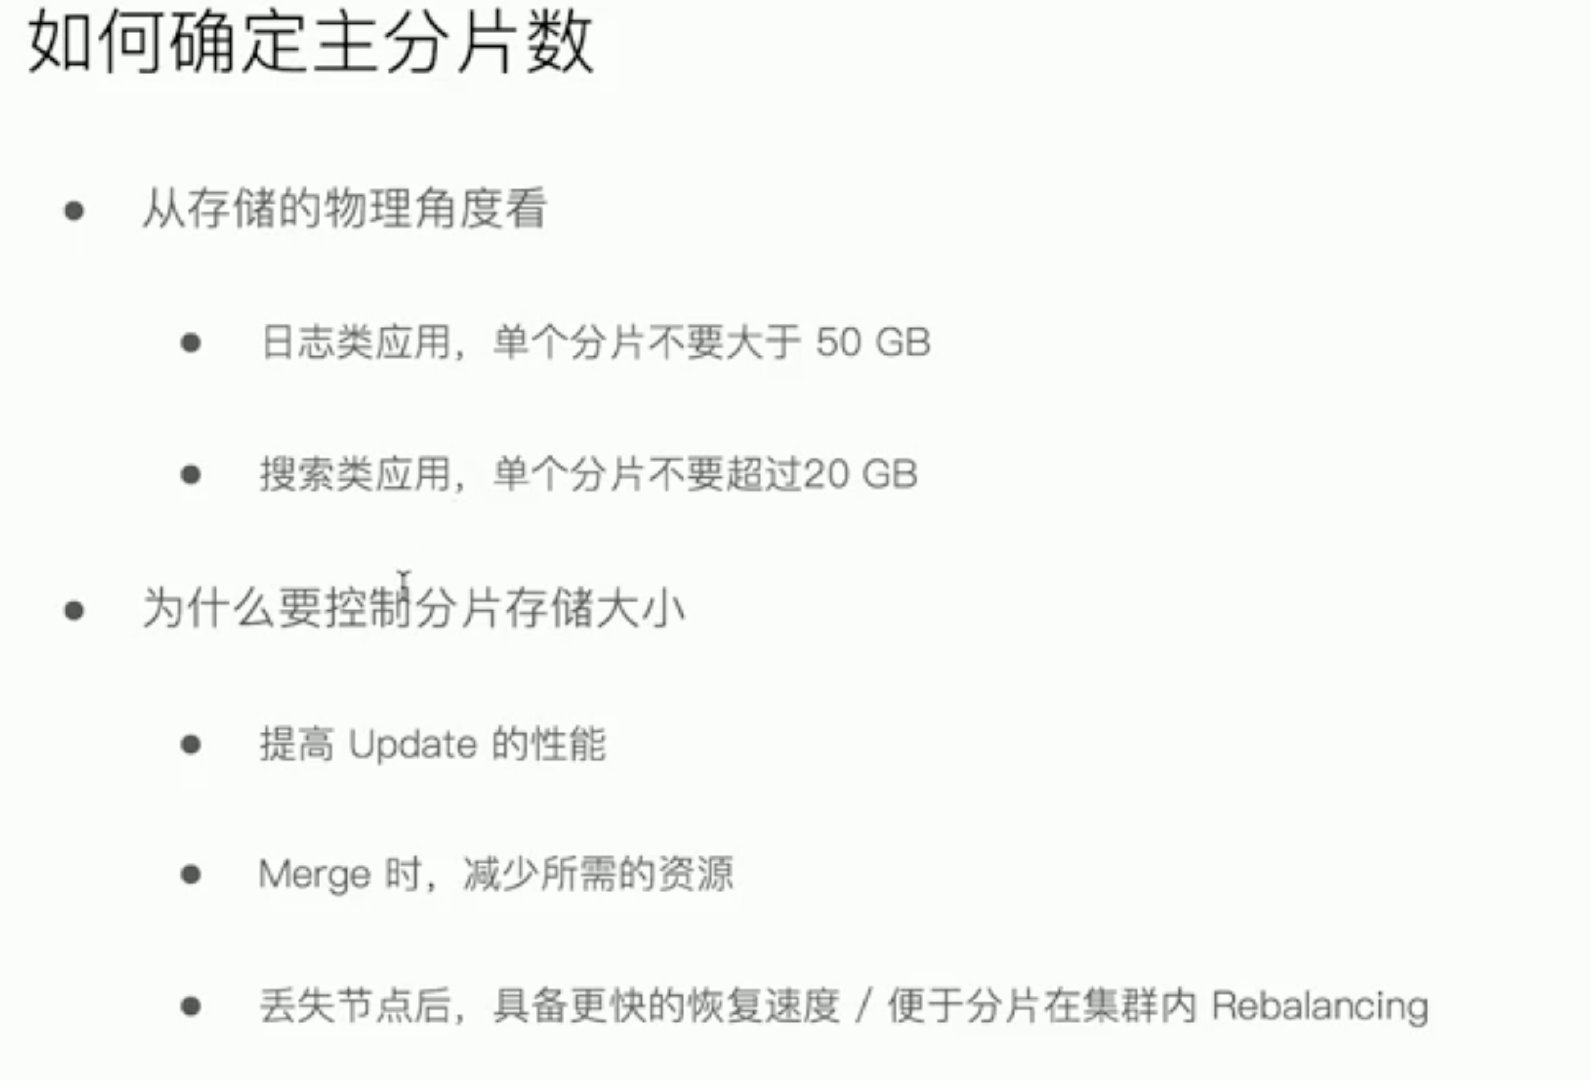 如何确定主分片数
从存储的物理角度看
日志类应用，单个分片不要大于 50 GB
搜索类应用，单个分片不要超过20 GB
为什么要控制分片存储大小
提高 Update 的性能
Merge 时，减少所需的资源
丢失节点后，具备更快的恢复速度 / 便于分片在集群内 Rebalancing